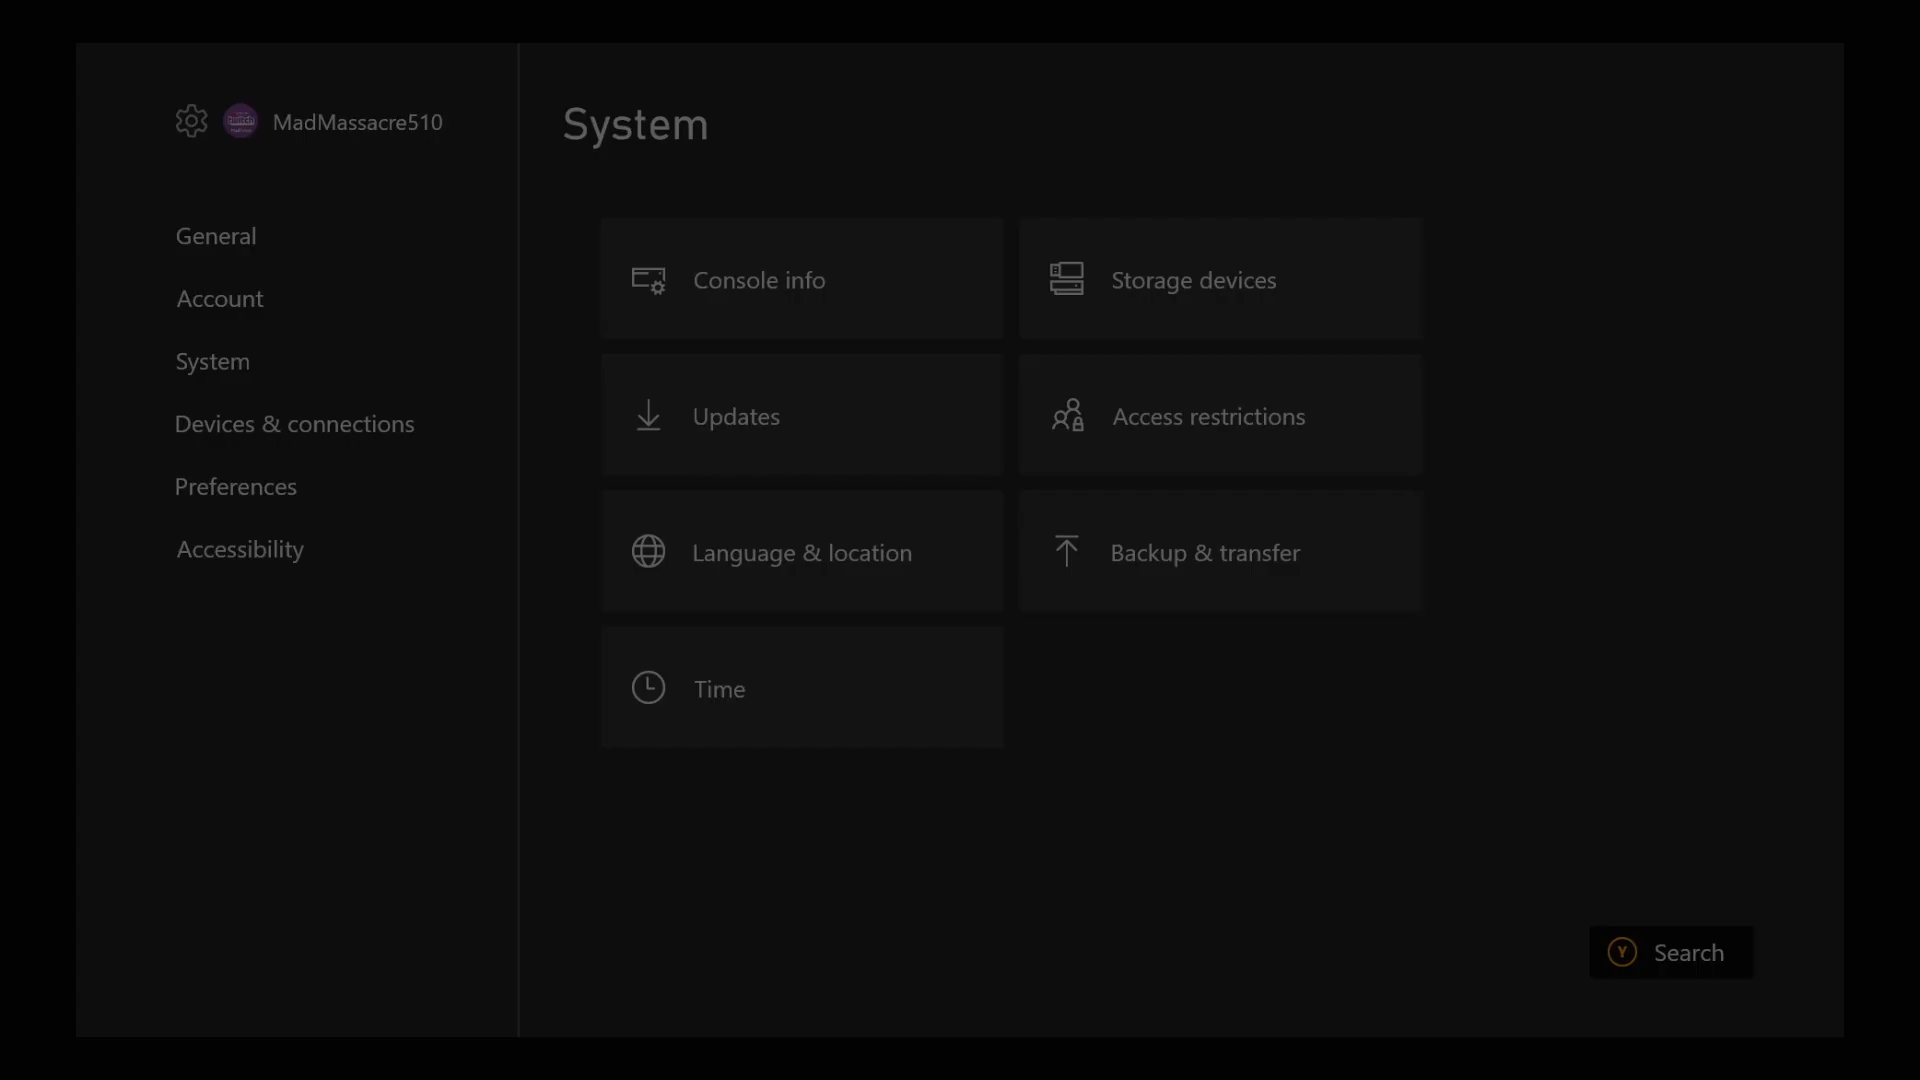 MadMassacre510
System
General
Account
System
Devices & connections
Preferences
Accessibility
Console info
Storage devices
Updates
Access restrictions
Language & location
Backup & transfer
Time
Y Search